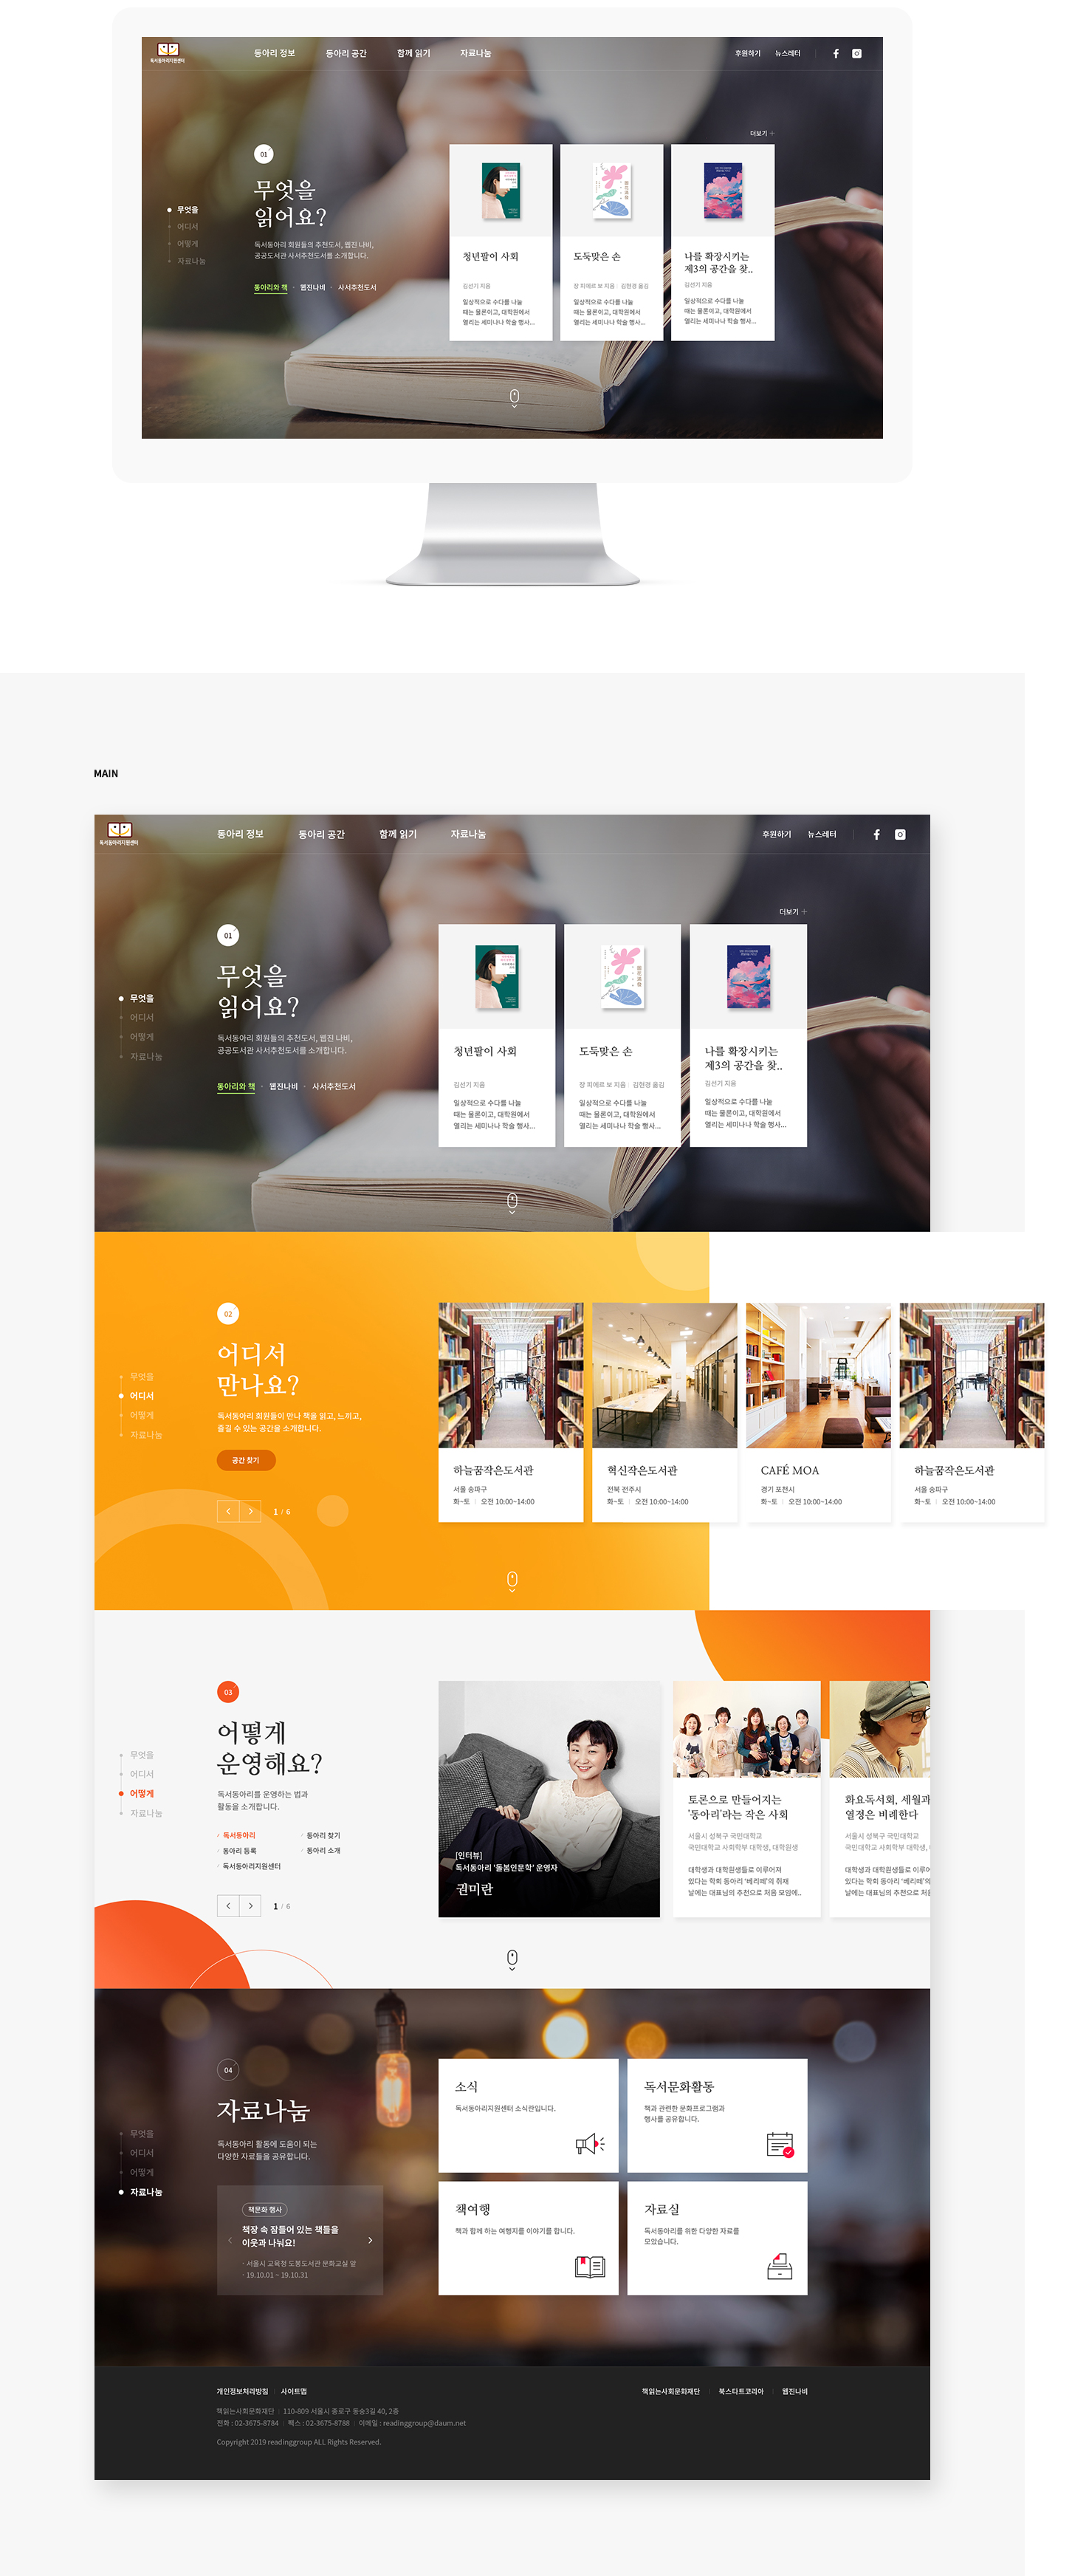 독서동아리지원센터
동아리 정보
동아리 공간
함께 읽기
자료나눔
후원하기
뉴스레터
더보기
01
무엇을
읽어요?
독서동아리 회원들의 추천도서, 웹진 나비,
공공도서관 사서추천도서를 소개합니다.
동아리와 책 · 웹진나비 · 사서추천도서
무엇을
어디서
어떻게
자료나눔
청년팔이 사회
김선기 지음
일상적으로 수다를 나눌
때는 물론이고, 대학원에서
열리는 세미나나 학술 행사...
도둑맞은 손
장 피에르 보 지음 | 김현경 옮김
일상적으로 수다를 나눌
때는 물론이고, 대학원에서
열리는 세미나나 학술 행사...
나를 확장시키는
제3의 공간을 찾..
김선기 지음
일상적으로 수다를 나눌
때는 물론이고, 대학원에서
열리는 세미나나 학술 행사...
MAIN
독서동아리지원센터
동아리 정보
동아리 공간
함께 읽기
자료나눔
후원하기
뉴스레터
더보기
01
무엇을
읽어요?
독서동아리 회원들의 추천도서, 웹진 나비,
공공도서관 사서추천도서를 소개합니다.
동아리와 책 · 웹진나비 · 사서추천도서
무엇을
어디서
어떻게
자료나눔
청년팔이 사회
김선기 지음
일상적으로 수다를 나눌
때는 물론이고, 대학원에서
열리는 세미나나 학술 행사...
도둑맞은 손
장 피에르 보 지음 | 김현경 옮김
일상적으로 수다를 나눌
때는 물론이고, 대학원에서
열리는 세미나나 학술 행사...
나를 확장시키는
제3의 공간을 찾..
김선기 지음
일상적으로 수다를 나눌
때는 물론이고, 대학원에서
열리는 세미나나 학술 행사...
02
어디서
만나요?
독서동아리 회원들이 만나 책을 읽고, 느끼고,
즐길 수 있는 공간을 소개합니다.
공간 찾기
1 / 6
무엇을
어디서
어떻게
자료나눔
하늘꿈작은도서관
서울 송파구
화~토 | 오전 10:00~14:00
혁신작은도서관
전북 전주시
화~토 | 오전 10:00~14:00
CAFÉ MOA
경기 포천시
화~토 | 오전 10:00~14:00
하늘꿈작은도서관
서울 송파구
화~토 | 오전 10:00~14:00
03
어떻게
운영해요?
독서동아리를 운영하는 법과
활동을 소개합니다.
독서동아리
동아리 찾기
동아리 등록
동아리 소개
독서동아리지원센터
1 / 6
무엇을
어디서
어떻게
자료나눔
[인터뷰]
독서동아리 '돌봄인문학' 운영자
권미란
토론으로 만들어지는
'동아리'라는 작은 사회
서울시 성북구 국민대학교
국민대학교 사회학부 대학생, 대학원생
대학생과 대학원생들로 이루어져
있다는 학회 동아리 '베리떼'의 취재
날에는 대표님의 추천으로 처음 모임에..
화요독서회, 세월과
열정은 비례한다
서울시 성북구 국민대학교
국민대학교 사회학부 대학생,
대학생과 대학원생들로 이루어
있다는 학회 동아리 '베리떼'의
날에는 대표님의 추천으로 처음
04
자료나눔
독서동아리 활동에 도움이 되는
다양한 자료들을 공유합니다.
무엇을
어디서
어떻게
자료나눔
책문화 행사
책장 속 잠들어 있는 책들을
이웃과 나눠요!
- 서울시 교육청 도봉도서관 문화교실 앞
- 19.10.01 ~ 19.10.31
소식
독서동아리지원센터 소식란입니다.
독서문화활동
책과 관련한 문화프로그램과
행사를 공유합니다.
책여행
책과 함께 하는 여행지를 이야기를 합니다.
자료실
독서동아리를 위한 다양한 자료를
모았습니다.
개인정보처리방침 | 사이트맵
책읽는사회문화재단
북스타트코리아
웹진나비
책읽는사회문화재단 | 110-809 서울시 종로구 동숭3길 40, 2층
전화 : 02-3675-8784 | 팩스 : 02-3675-8788 | 이메일 : readinggroup@daum.net
Copyright 2019 readinggroup ALL Rights Reserved.